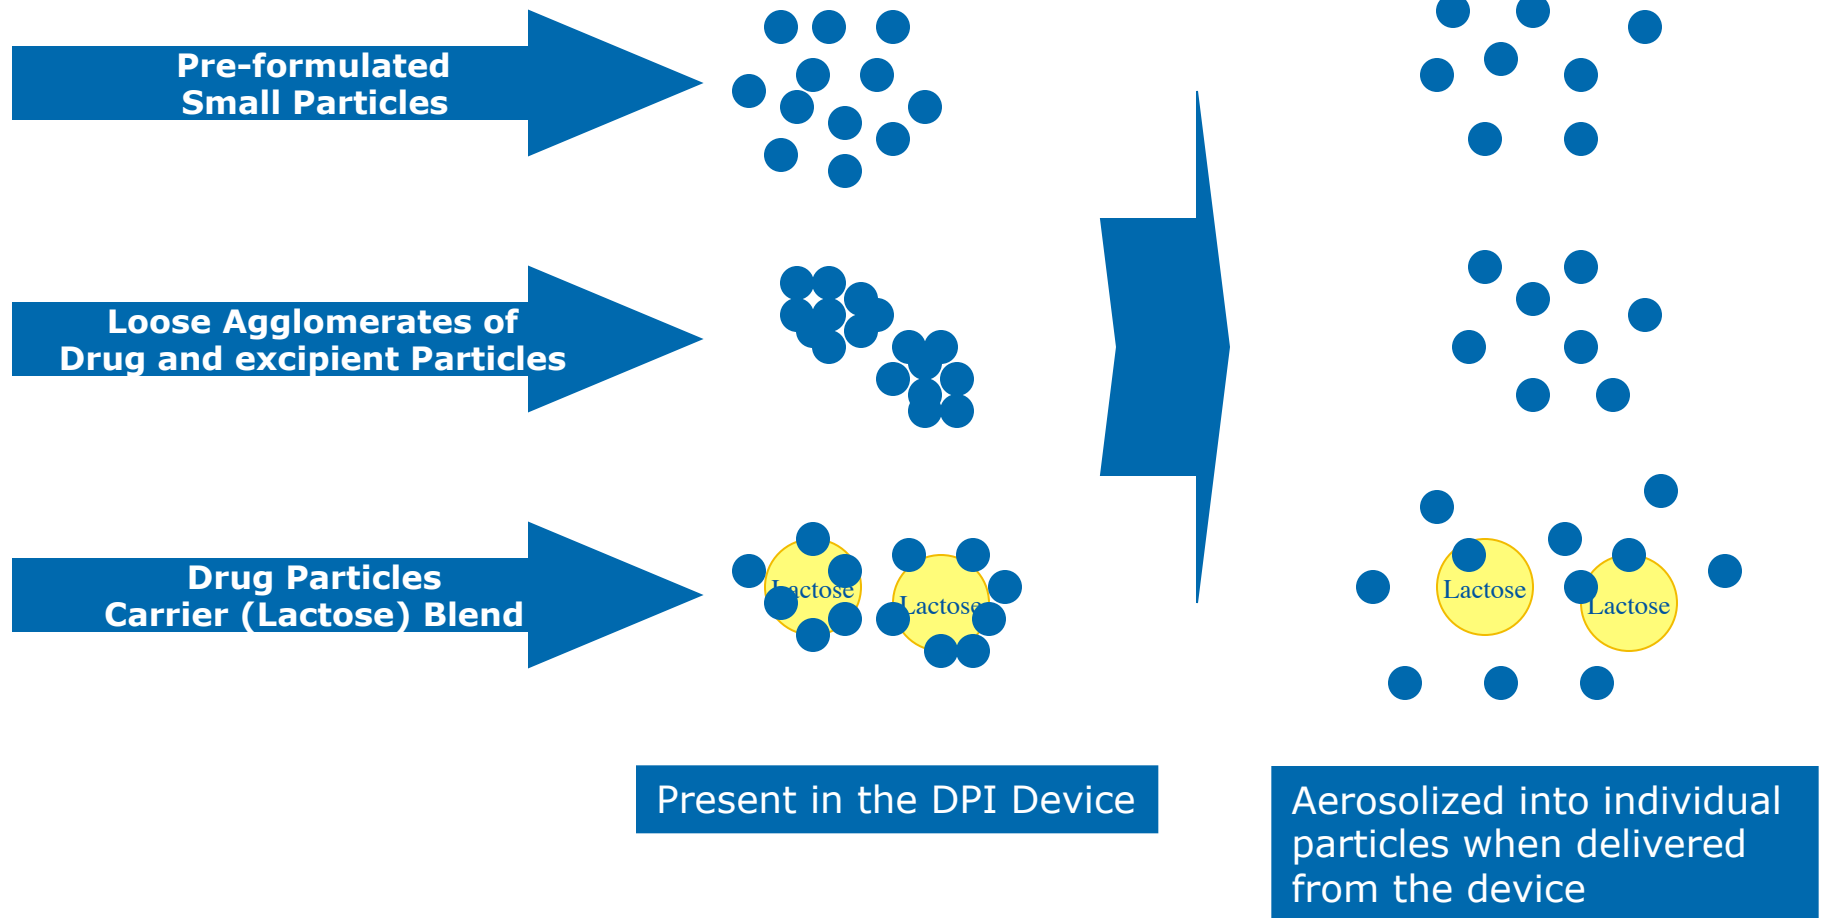 Pre-formulated
Small Particles
Loose Agglomerates of
Drug and excipient Particles
Drug Particles
Carrier (Lactose) Blend
Lactose
Lactose
Lactose
Lactose
Present in the DPI Device
Aerosolized into individual
particles when delivered
from the device